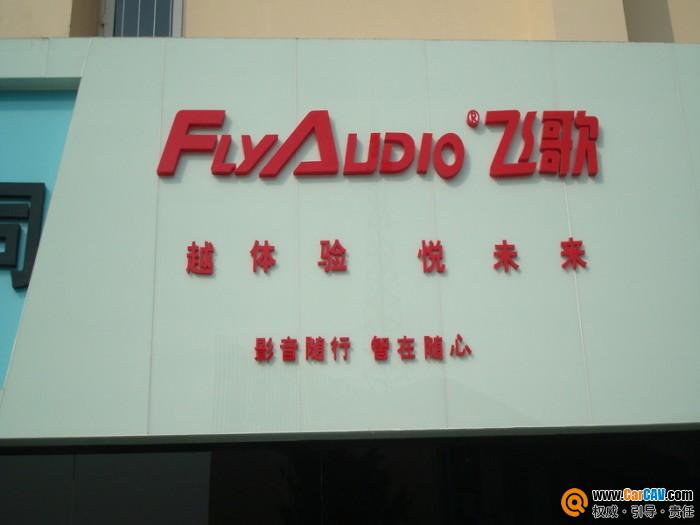 FLYAUDIO®飞歌
越体验 悦未来
影音随行 智在随心
www.CarCAV.com
权威·引导·责任